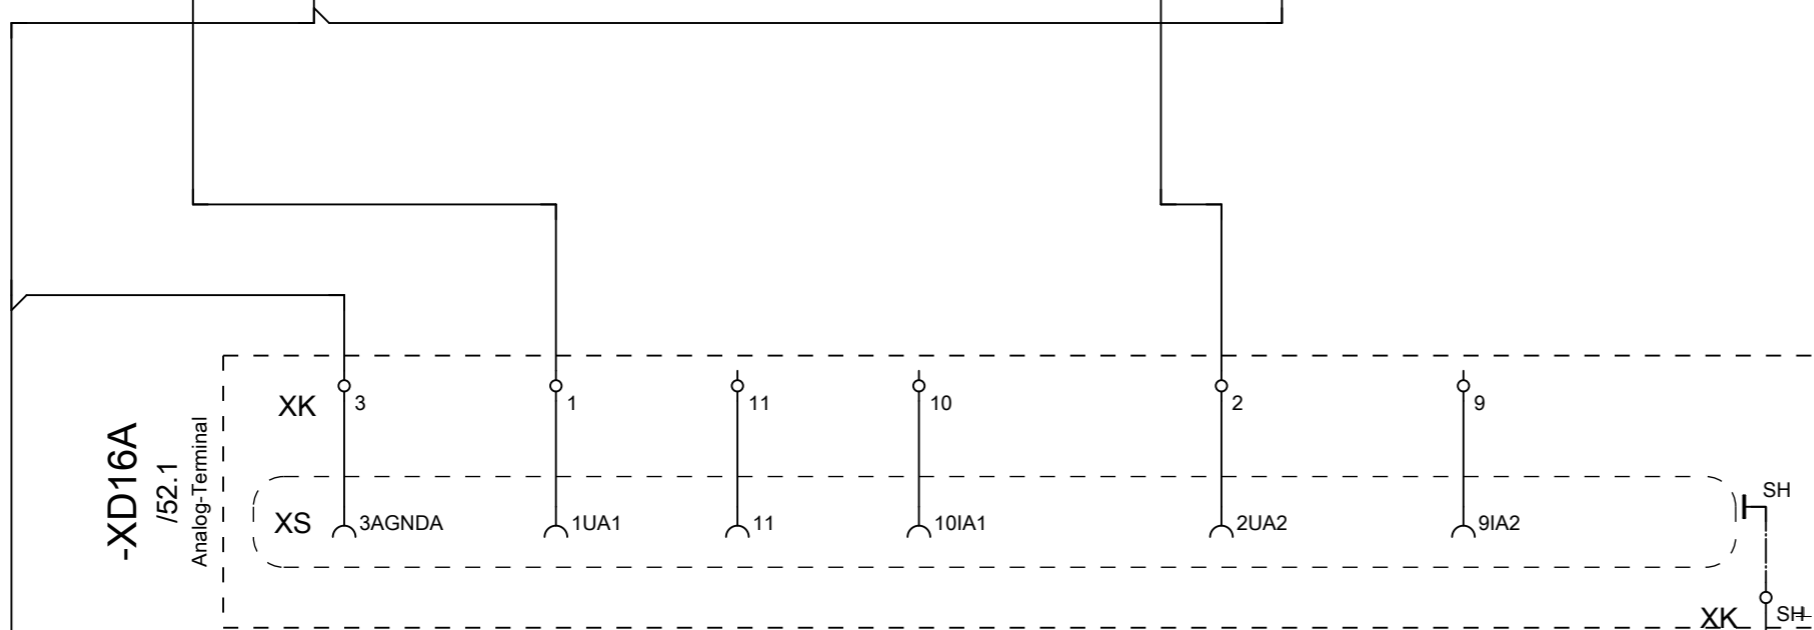 -XD16A
/52.1
Analog-Terminal
XK
3
1
11
10
2
9
XS
3AGNDA
1UA1
11
10IA1
2UA2
9IA2
SH
XK
SH